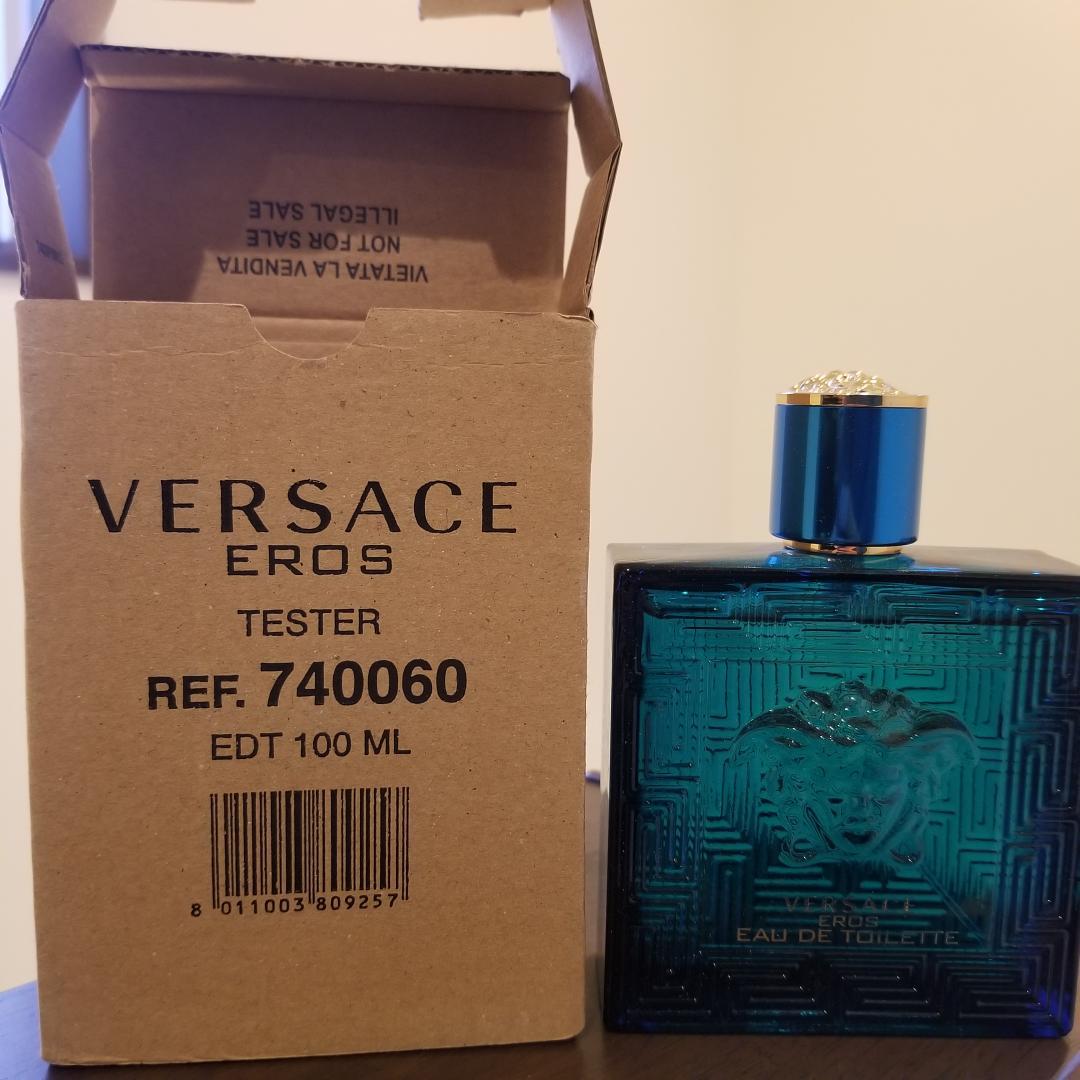 VIETATA LA VENDITA
NOT FOR SALE
ILLEGAL SALE
VERSACE
EROS
TESTER
REF. 740060
EDT 100 ML
8 011003 809257
VERSACE
EROS
EAU DE TOILETTE